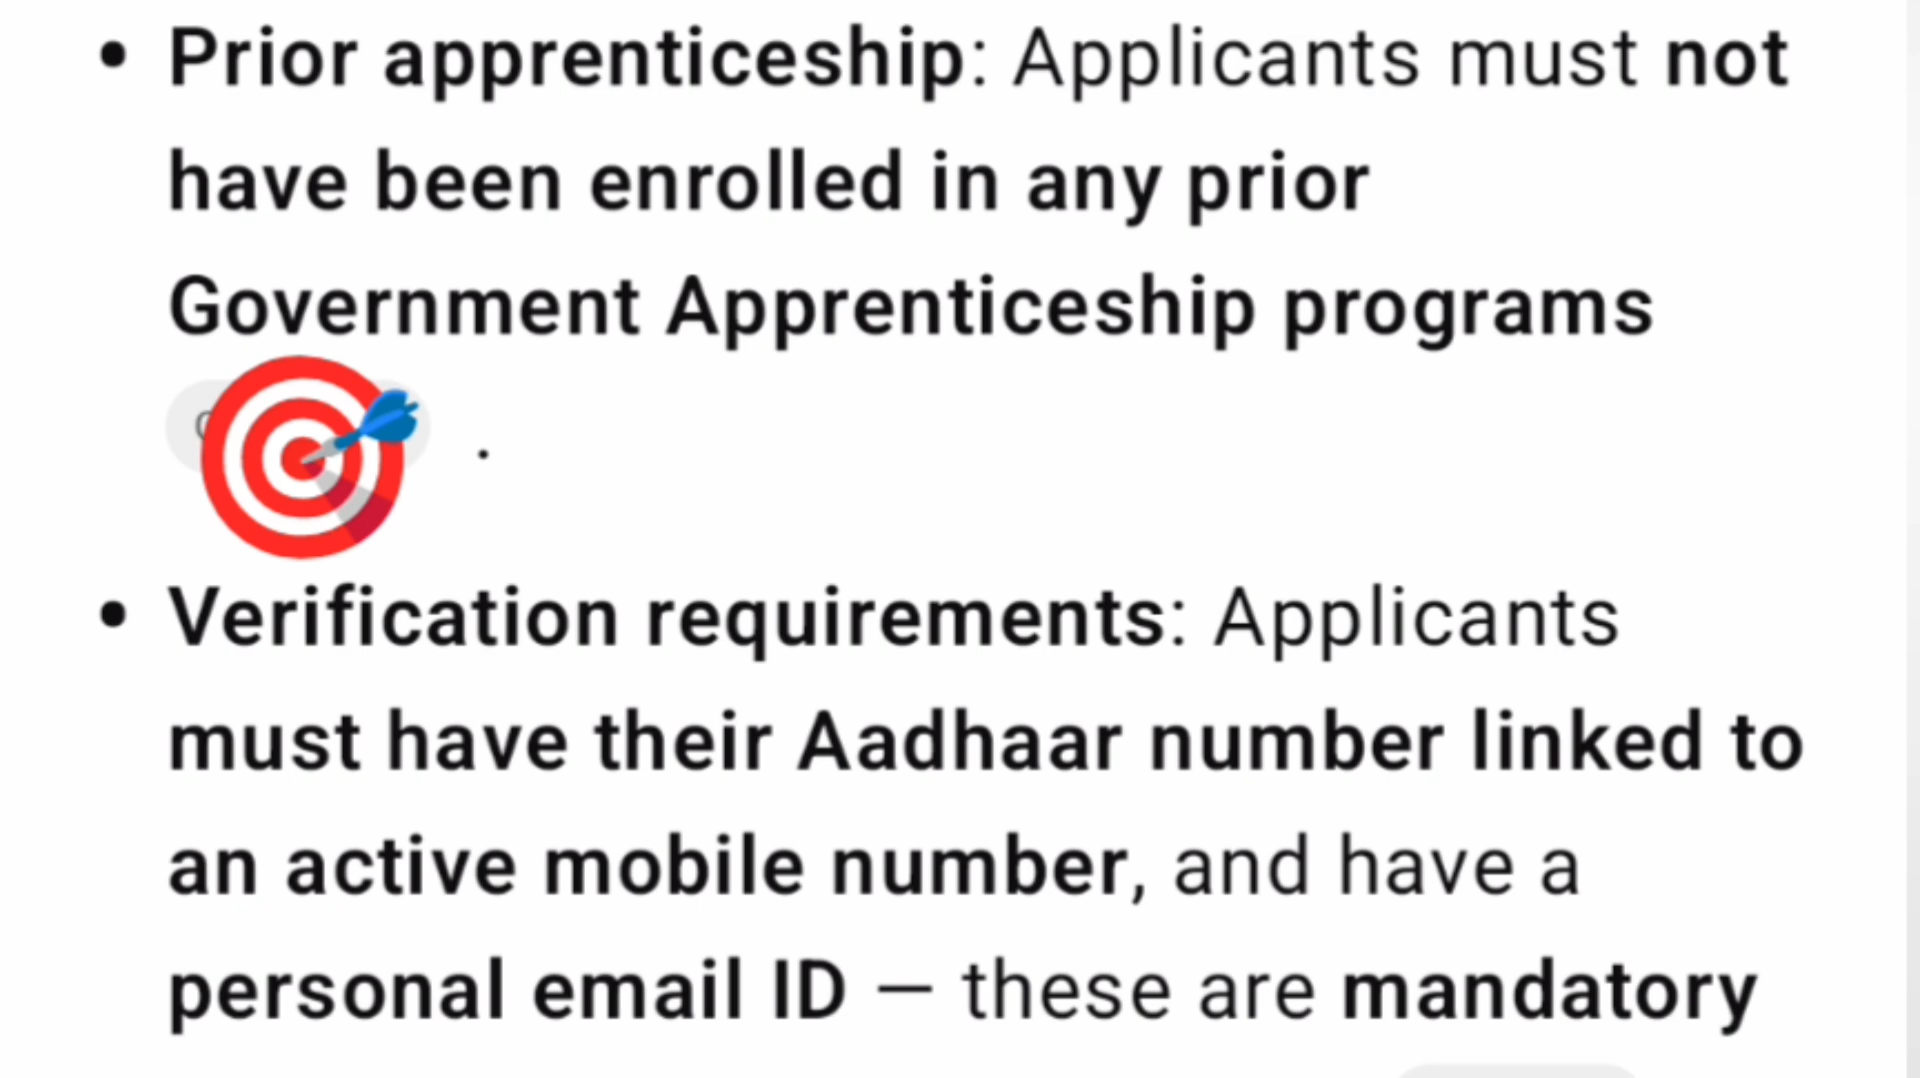 • Prior apprenticeship: Applicants must not
have been enrolled in any prior
Government Apprenticeship programs
.
• Verification requirements: Applicants
must have their Aadhaar number linked to
an active mobile number, and have a
personal email ID — these are mandatory